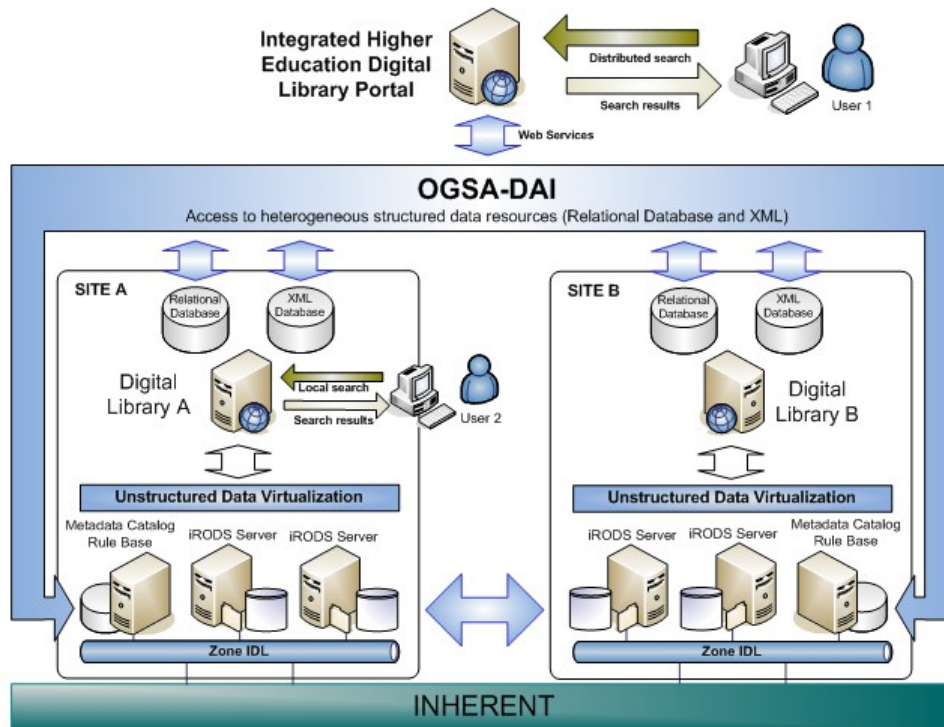 Integrated Higher
Education Digital
Library Portal
Distributed search
Search results
User 1
Web Services
OGSA-DAI
Access to heterogeneous structured data resources (Relational Database and XML)
SITE A
Relational
Database
XML
Database
Digital
Library A
Local search
Search results
User 2
Unstructured Data Virtualization
Metadata Catalog
Rule Base
iRODS Server
iRODS Server
Zone IDL
SITE B
Relational
Database
XML
Database
Digital
Library B
Unstructured Data Virtualization
iRODS Server
iRODS Server
Metadata Catalog
Rule Base
Zone IDL
INHERENT